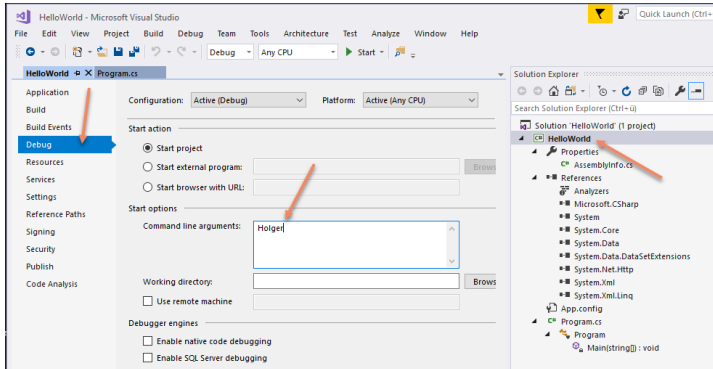 HelloWorld - Microsoft Visual Studio
Quick Launch (Ctrl+
File Edit View Project Build Debug Team Tools Architecture Test Analyze Window Help
Debug Any CPU Start
HelloWorld Program.cs
Application
Build
Build Events
Debug
Resources
Services
Settings
Reference Paths
Signing
Security
Publish
Code Analysis
Configuration: Active (Debug) Platform: Active (Any CPU)
Start action
Start project
Start external program: Brows
Start browser with URL:
Start options
Command line arguments: Holger
Working directory: Brows
Use remote machine
Debugger engines
Enable native code debugging
Enable SQL Server debugging
Solution Explorer
Search Solution Explorer (Ctrl+ü)
Solution 'HelloWorld' (1 project)
C# HelloWorld
Properties
C# AssemblyInfo.cs
References
Analyzers
Microsoft.CSharp
System
System.Core
System.Data
System.Data.DataSetExtensions
System.Net.Http
System.Xml
System.Xml.Linq
App.config
C# Program.cs
Program
Main(string[]) : void